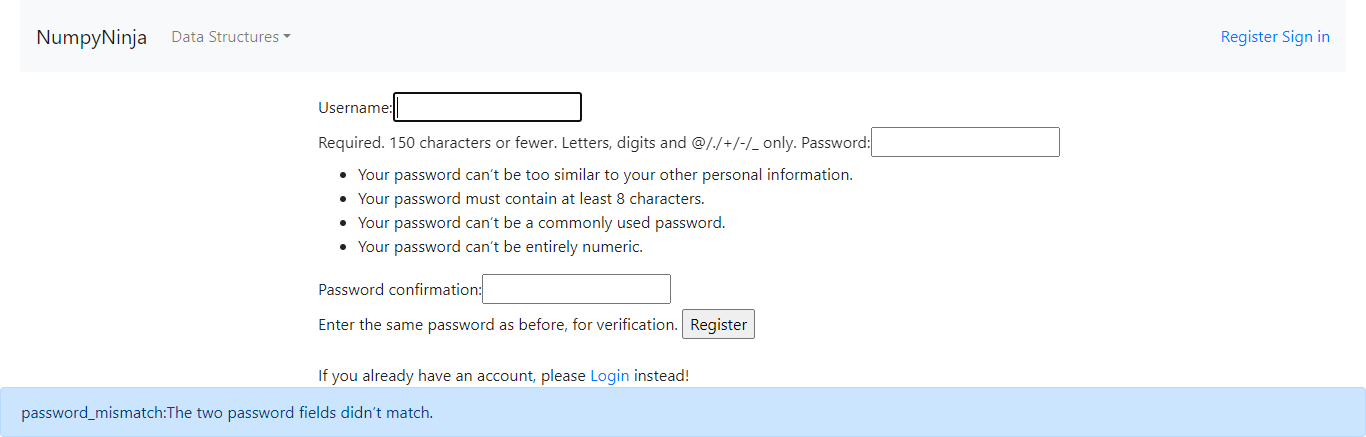 NumpyNinja Data Structures Register Sign in
Username:
Required. 150 characters or fewer. Letters, digits and @/./+/-/_ only. Password:
• Your password can’t be too similar to your other personal information.
• Your password must contain at least 8 characters.
• Your password can’t be a commonly used password.
• Your password can’t be entirely numeric.
Password confirmation:
Enter the same password as before, for verification. Register
If you already have an account, please Login instead!
password_mismatch:The two password fields didn’t match.